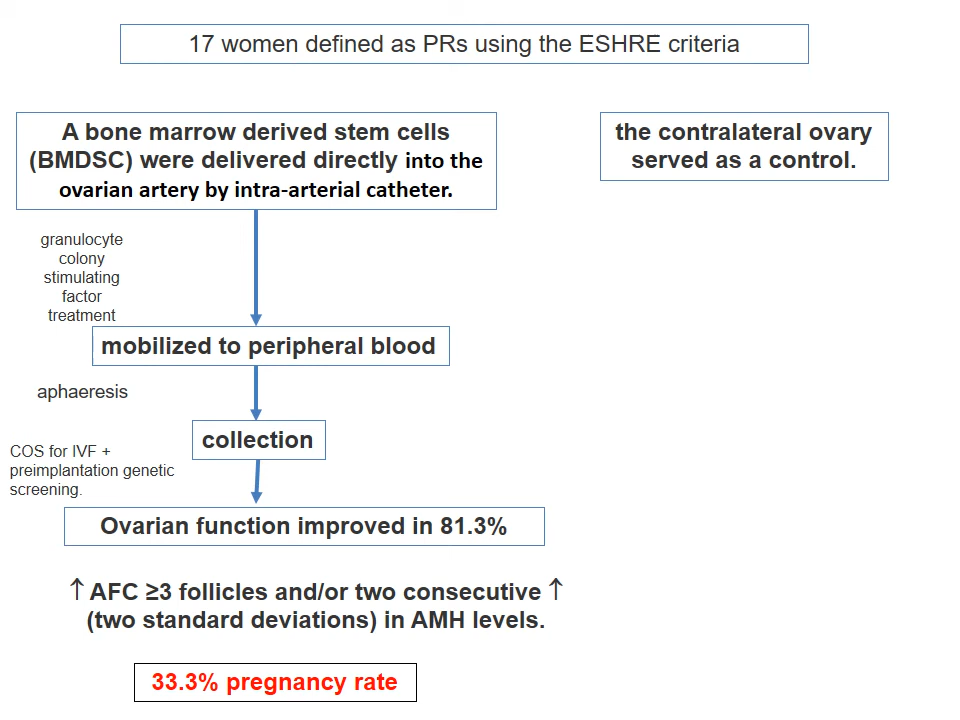 17 women defined as PRs using the ESHRE criteria
A bone marrow derived stem cells
(BMDSC) were delivered directly into the
ovarian artery by intra-arterial catheter.
the contralateral ovary
served as a control.
granulocyte
colony
stimulating
factor
treatment
mobilized to peripheral blood
aphaeresis
collection
COS for IVF +
preimplantation genetic
screening.
Ovarian function improved in 81.3%
↑ AFC ≥3 follicles and/or two consecutive ↑
(two standard deviations) in AMH levels.
33.3% pregnancy rate